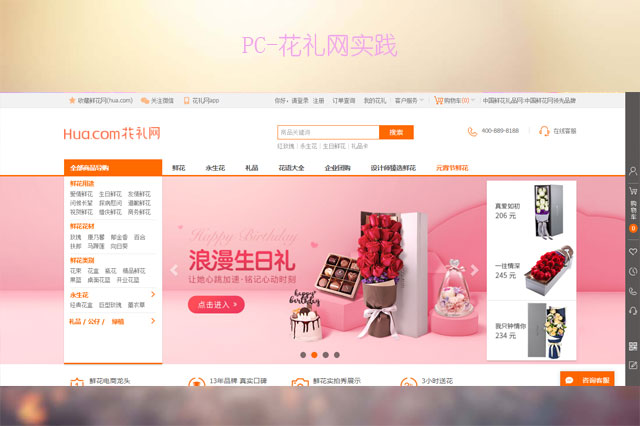 PC-花礼网实践
收藏鲜花网(hua.com) 关注微信 花礼网app 你好，请登录 注册 订单查询 我的花礼 客户服务 购物车(0) 中国鲜花礼品网:中国鲜花网领先品牌
Hua.com花礼网
商品关键词 搜索
红玫瑰 永生花 生日鲜花 礼品卡
400-889-8188 在线客服
全部商品导购 鲜花 永生花 礼品 花语大全 企业团购 设计师臻选鲜花 元宵节鲜花
鲜花用途
爱情鲜花 生日鲜花 友情鲜花
问候长辈 探病慰问 道歉鲜花
祝贺鲜花 婚庆鲜花 商务鲜花
鲜花花材
玫瑰 康乃馨 郁金香 百合
扶郎 马蹄莲 向日葵
鲜花类别
花束 花盒 瓶花 精品鲜花
果篮 桌面花篮 开业花篮
永生花
经典花盒 巨型玫瑰 薰衣草
礼品 / 公仔 / 绿植
Happy Birthday
浪漫生日礼
让她心跳加速·铭记心动时刻
点击进入 >
happy
birthday
真爱如初
206 元
一往情深
245 元
我只钟情你
234 元
购物车
0
鲜花电商龙头 13年品牌 真实口碑 鲜花实拍秀展示 3小时送花
咨询客服